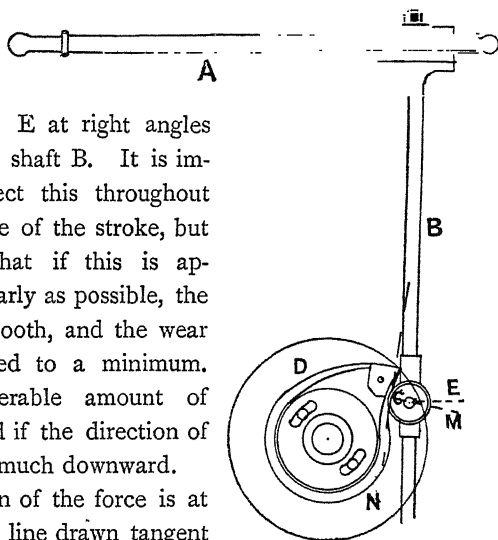 A
E at right angles
shaft B. It is im-
ect this throughout
e of the stroke, but
hat if this is ap-
arly as possible, the
ooth, and the wear
ed to a minimum.
erable amount of
d if the direction of
much downward.
n of the force is at
line drawn tangent
B
D
C
E
M
N